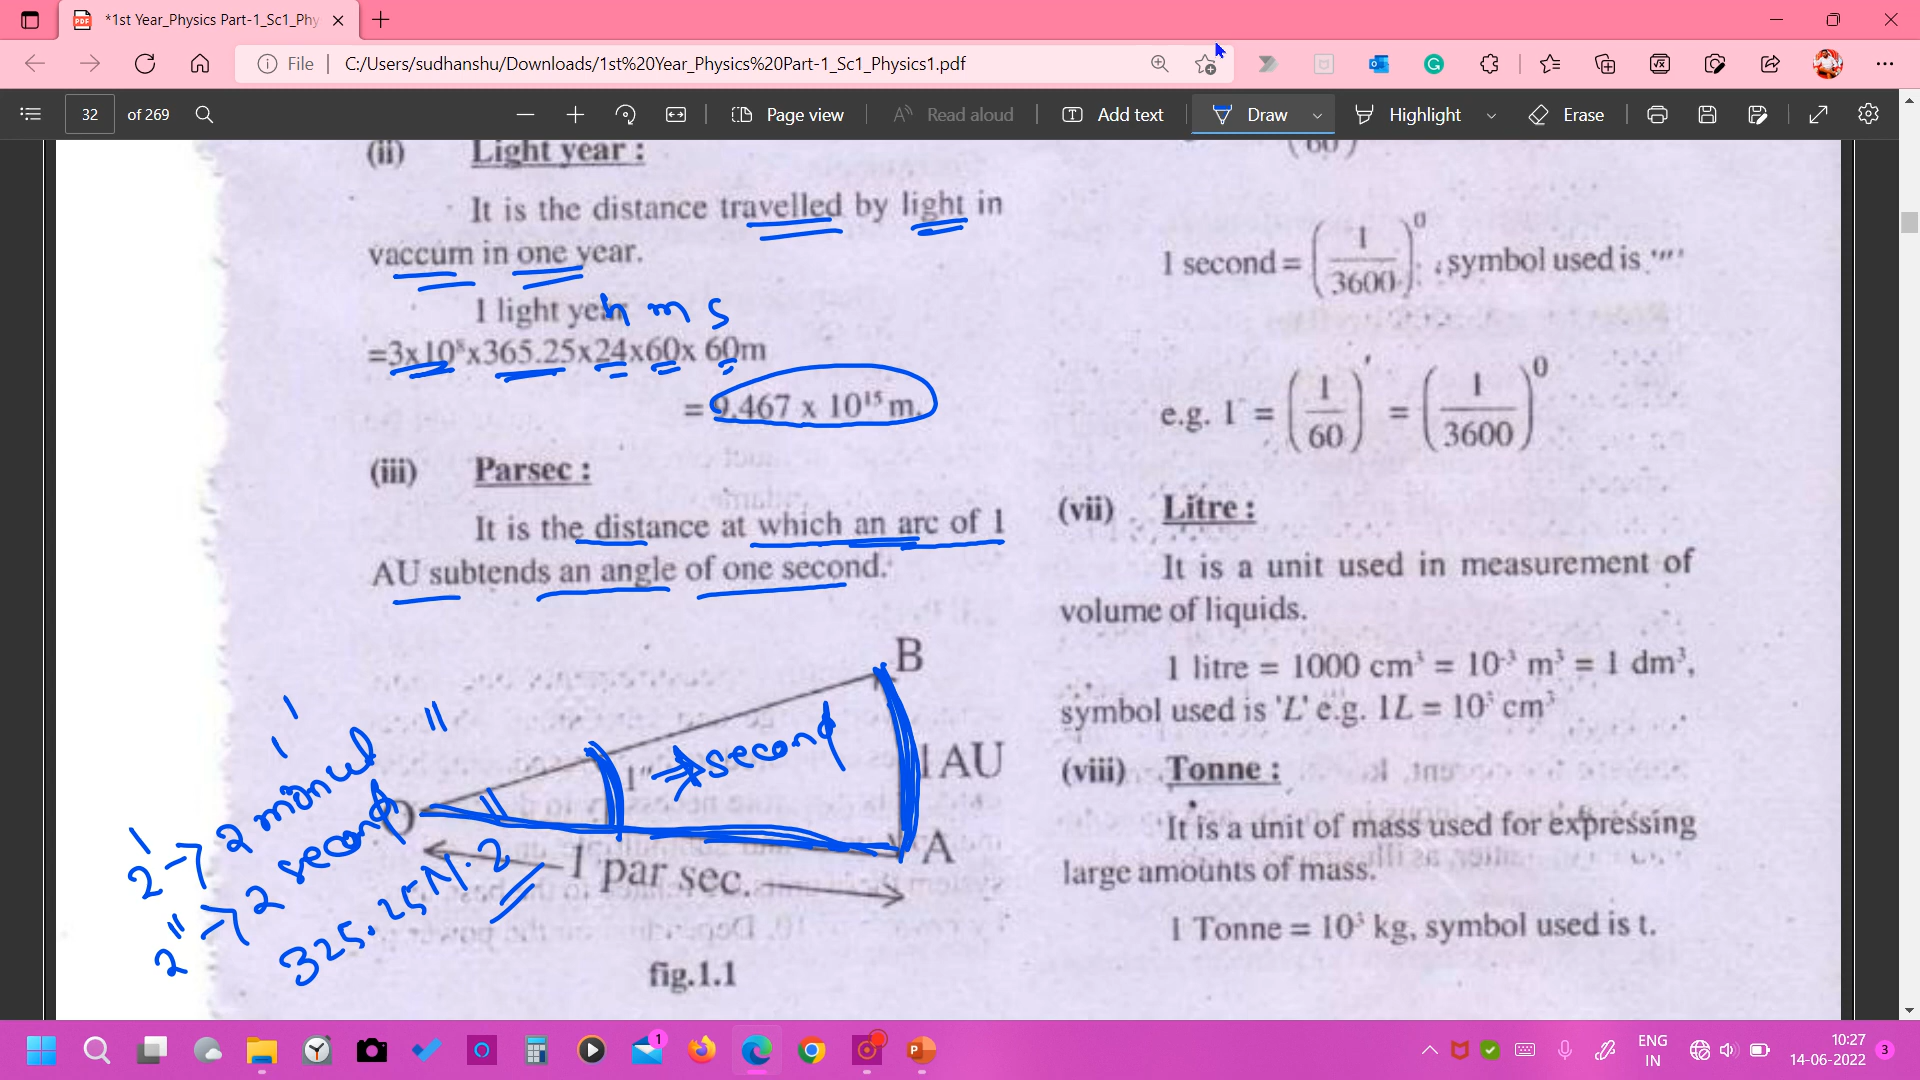 *1st Year_Physics Part-1_Sc1_Phy
File
C:/Users/sudhanshu/Downloads/1st%20Year_Physics%20Part-1_Sc1_Physics1.pdf
32 of 269
Page view
Read aloud
Add text
Draw
Highlight
Erase
(ii) Light year :
It is the distance travelled by light in
vaccum in one year.
1 light year
h m s
=3x10⁸x365.25x24x60x 60m
= 9.467 x 10¹⁵ m.
(iii) Parsec :
It is the distance at which an arc of 1
AU subtends an angle of one second.
B
1" ⇒ second
1 AU
A
1 par sec.
2' → 2 minut
2" → 2 second
fig.1.1
(60)
1 second = (1/3600)⁰, symbol used is '"'
e.g. 1" = (1/60)' = (1/3600)⁰
(vii) Litre :
It is a unit used in measurement of
volume of liquids.
1 litre = 1000 cm³ = 10⁻³ m³ = 1 dm³,
symbol used is 'L' e.g. 1L = 10³ cm³
(viii) Tonne :
It is a unit of mass used for expressing
large amounts of mass.
1 Tonne = 10³ kg, symbol used is t.
1
ENG
IN
10:27
14-06-2022
3